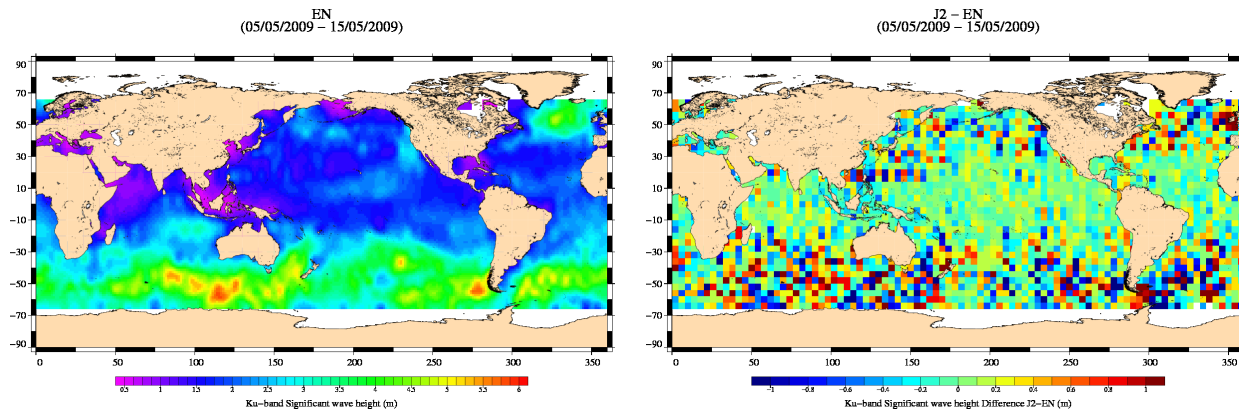 EN
(05/05/2009 − 15/05/2009)
90
70
50
30
10
−10
−30
−50
−70
−90
0 50 100 150 200 250 300 350
0.5 1 1.5 2 2.5 3 3.5 4 4.5 5 5.5 6
Ku−band Significant wave height (m)
J2 − EN
(05/05/2009 − 15/05/2009)
90
70
50
30
10
−10
−30
−50
−70
−90
0 50 100 150 200 250 300 350
−1 −0.8 −0.6 −0.4 −0.2 0 0.2 0.4 0.6 0.8 1
Ku−band Significant wave height Difference J2−EN (m)